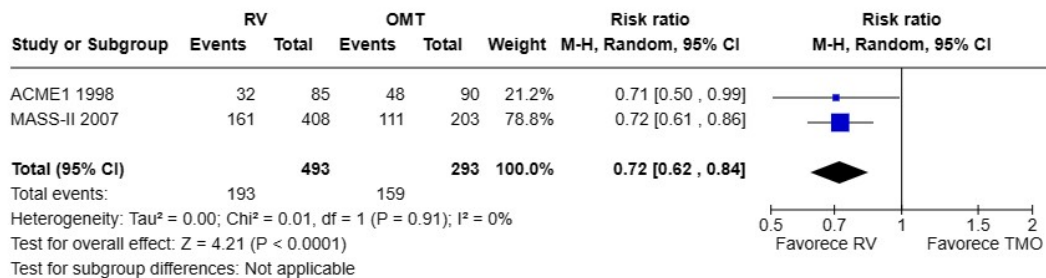 RV OMT Risk ratio Risk ratio
Study or Subgroup Events Total Events Total Weight M-H, Random, 95% CI M-H, Random, 95% CI
ACME1 1998 32 85 48 90 21.2% 0.71 [0.50 , 0.99]
MASS-II 2007 161 408 111 203 78.8% 0.72 [0.61 , 0.86]
Total (95% CI) 493 293 100.0% 0.72 [0.62 , 0.84]
Total events: 193 159
Heterogeneity: Tau² = 0.00; Chi² = 0.01, df = 1 (P = 0.91); I² = 0%
Test for overall effect: Z = 4.21 (P < 0.0001)
Test for subgroup differences: Not applicable
0.5 0.7 1 1.5 2
Favorece RV Favorece TMO